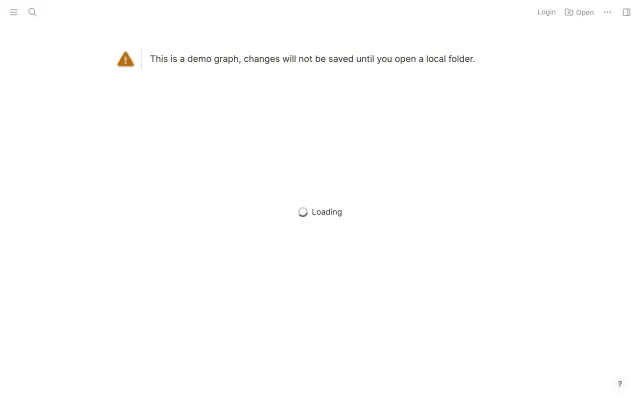 Login
Open
This is a demo graph, changes will not be saved until you open a local folder.
Loading
?